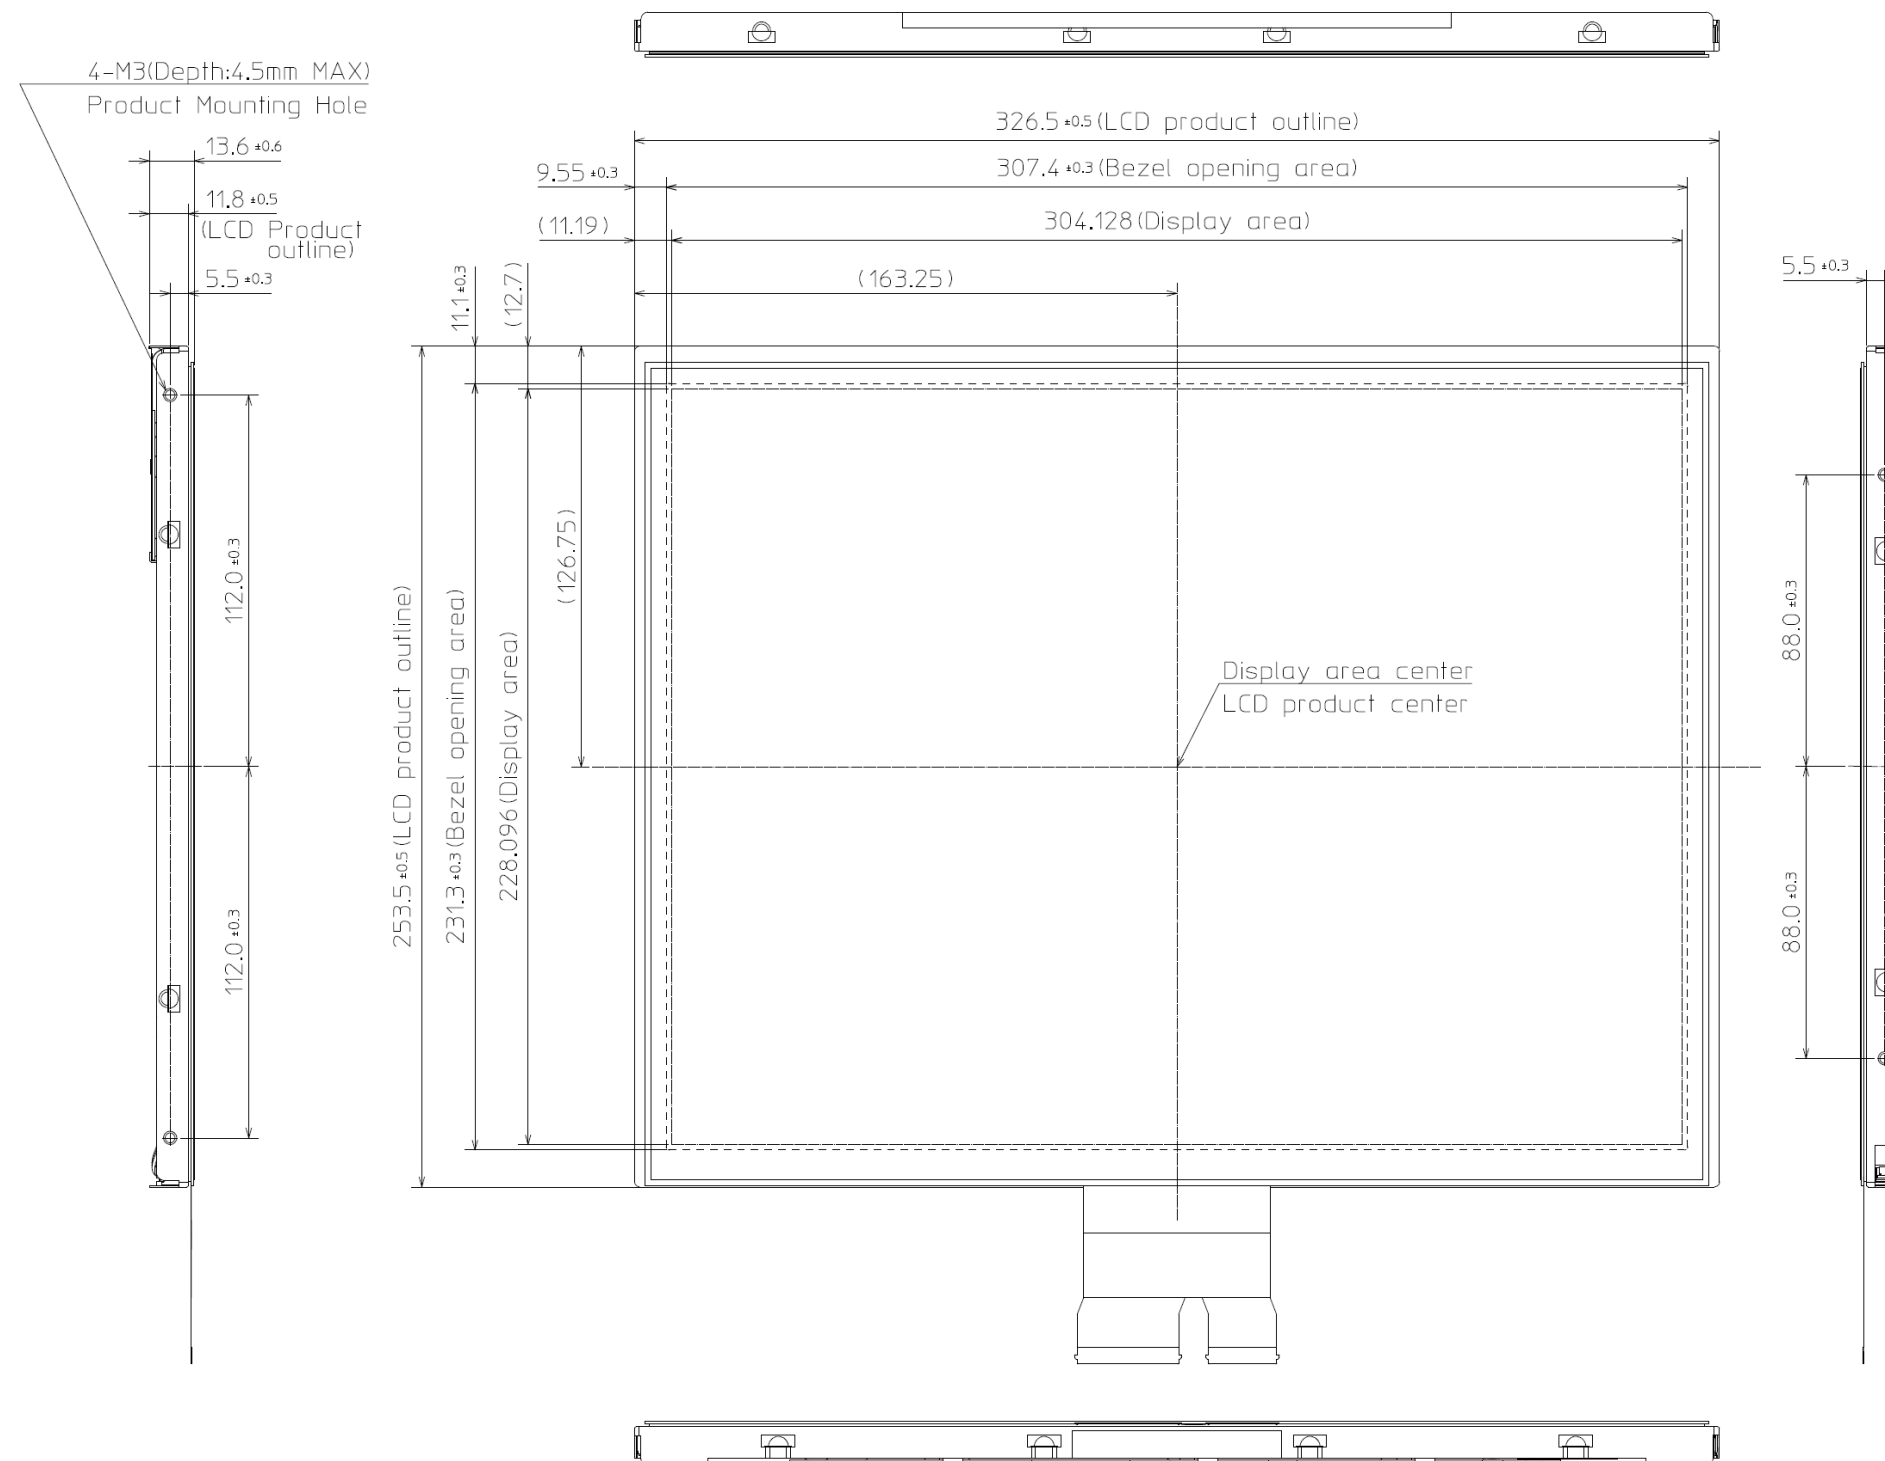 4-M3(Depth:4.5mm MAX)
Product Mounting Hole
13.6 ±0.6
11.8 ±0.5
(LCD Product
outline)
5.5 ±0.3
326.5 ±0.5 (LCD product outline)
9.55 ±0.3
307.4 ±0.3 (Bezel opening area)
(11.19)
304.128 (Display area)
(163.25)
11.1 ±0.3
(12.7)
5.5 ±0.3
112.0 ±0.3
112.0 ±0.3
253.5 ±0.5 (LCD product outline)
231.3 ±0.3 (Bezel opening area)
228.096 (Display area)
(126.75)
Display area center
LCD product center
88.0 ±0.3
88.0 ±0.3